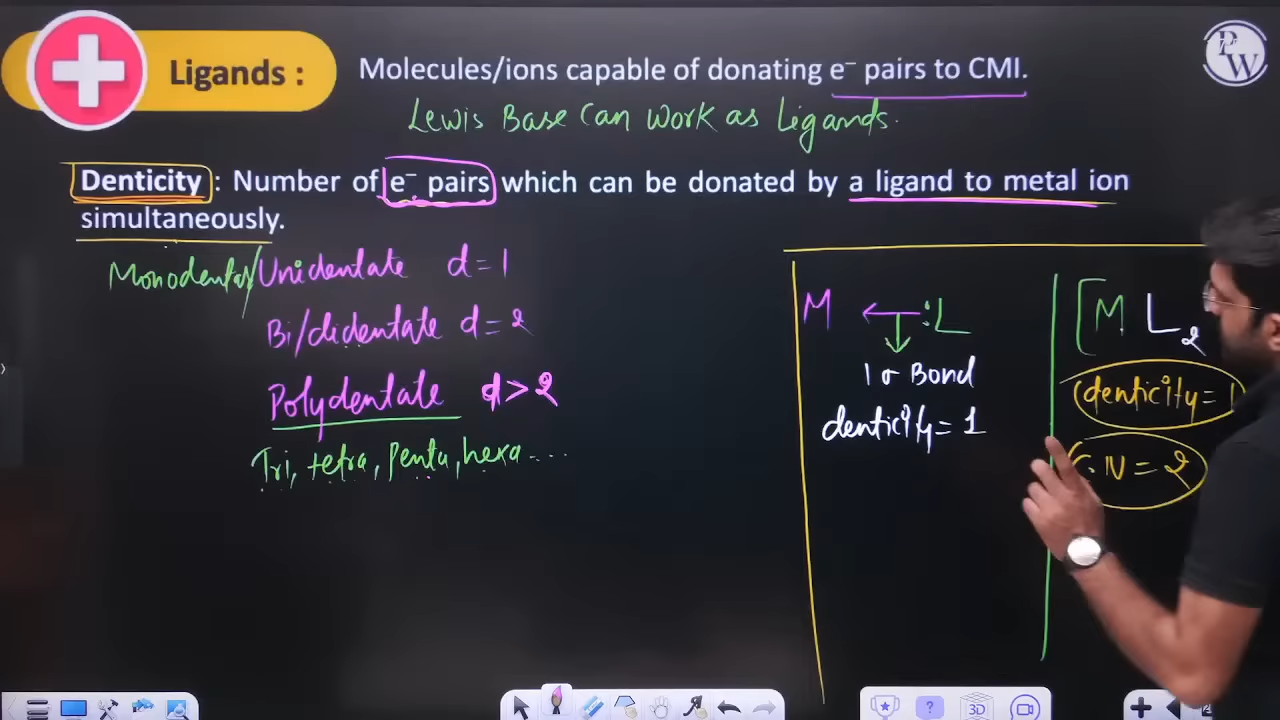 Ligands :
Molecules/ions capable of donating e⁻ pairs to CMI.
Lewis Base Can work as Ligands.
Denticity : Number of e⁻ pairs which can be donated by a ligand to metal ion
simultaneously.
Monodentate/Unidentate d = 1
Bi/didentate d = 2
Polydentate d > 2
Tri, tetra, Penta, hexa ....
M ← :L
1 σ Bond
denticity = 1
[M L₂
denticity = 1
C.N = 2
PW
3D